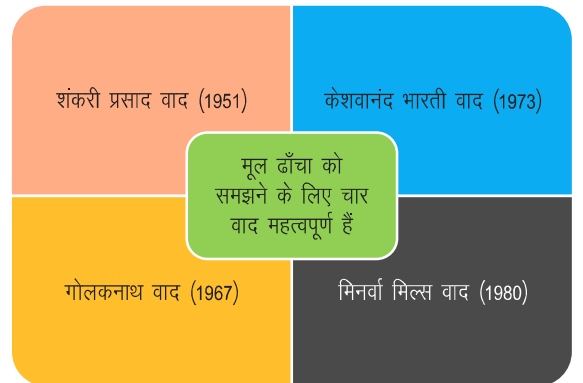 शंकरी प्रसाद वाद (1951)
केशवानंद भारती वाद (1973)
मूल ढाँचा को
समझने के लिए चार
वाद महत्वपूर्ण हैं
गोलकनाथ वाद (1967)
मिनर्वा मिल्स वाद (1980)